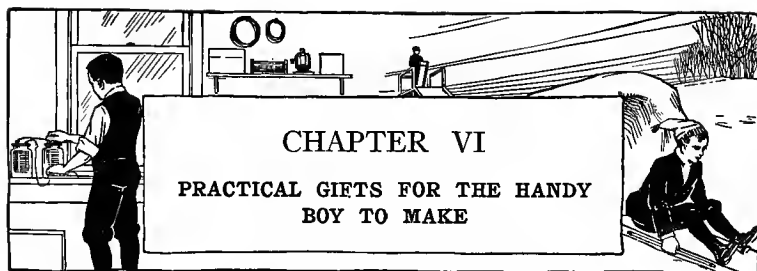 CHAPTER VI
PRACTICAL GIFTS FOR THE HANDY
BOY TO MAKE